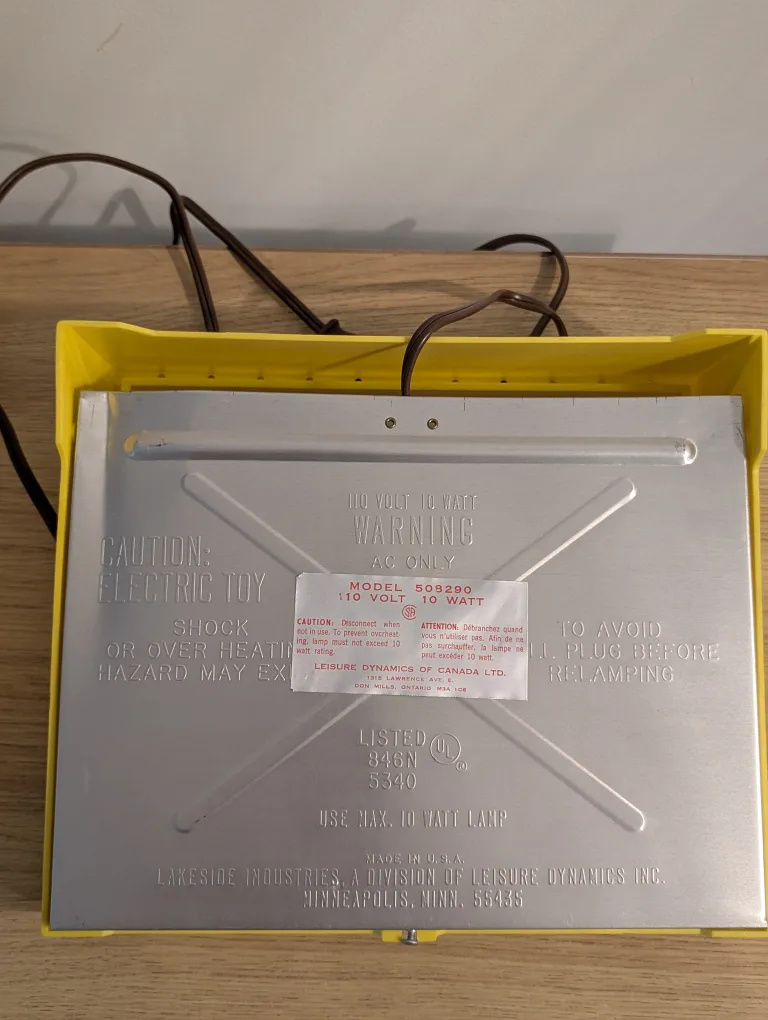 110 VOLT 10 WATT
WARNING
AC ONLY
CAUTION:
ELECTRIC TOY
SHOCK
OR OVER HEATIN
HAZARD MAY EX
TO AVOID
PLUG BEFORE
RELAMPING
MODEL 508290
110 VOLT 10 WATT
CAUTION: Disconnect when
not in use. To prevent overheat
ing, lamp must not exceed 10
watt rating.
ATTENTION: Débranchez quand
vous n'utiliser pas. Afin de ne
pas surchauffer, la lampe ne
peut excéder 10 watt.
LEISURE DYNAMICS OF CANADA LTD.
1315 LAWRENCE AVE. E.
DON MILLS, ONTARIO M3A 1C6
LISTED UL
846N
5340
USE MAX. 10 WATT LAMP
MADE IN U.S.A.
LAKESIDE INDUSTRIES, A DIVISION OF LEISURE DYNAMICS INC.
MINNEAPOLIS, MINN. 55435